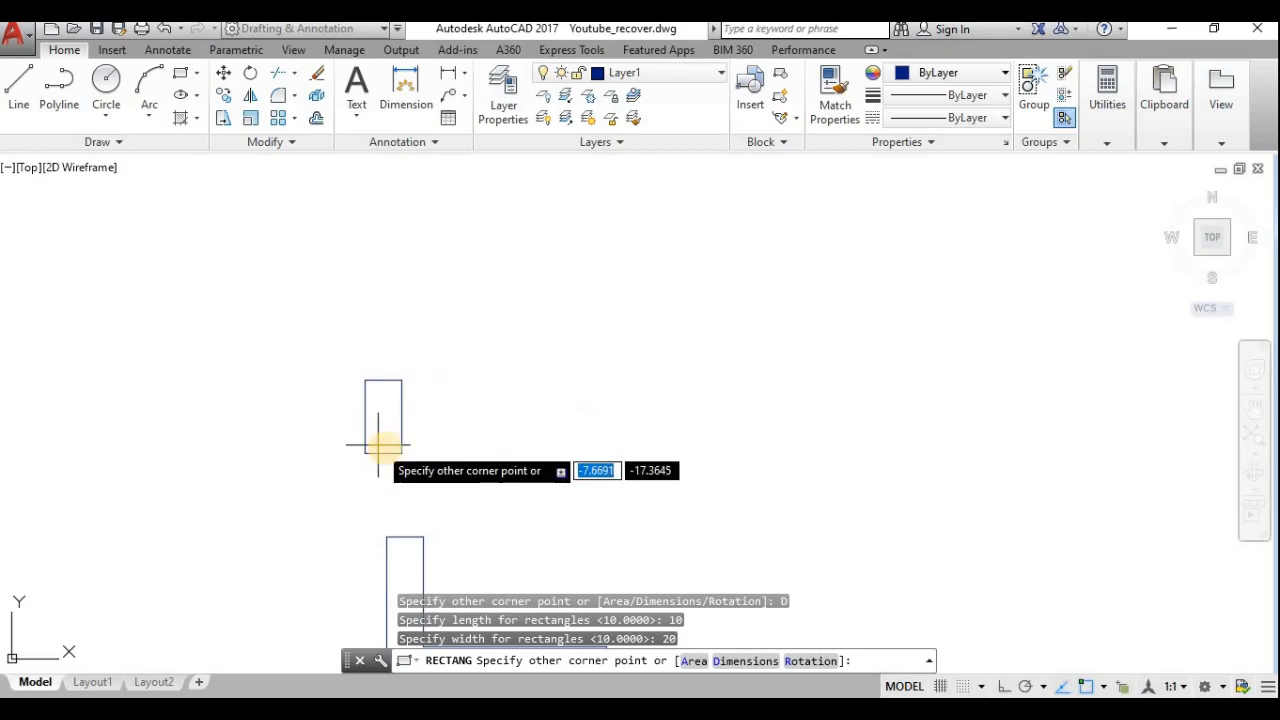 A Drafting & Annotation Autodesk AutoCAD 2017 Youtube_recover.dwg Type a keyword or phrase Sign In
Home Insert Annotate Parametric View Manage Output Add-ins A360 Express Tools Featured Apps BIM 360 Performance
Line Polyline Circle Arc A Text Dimension Layer Properties Layer1 Insert Match Properties ByLayer ByLayer ByLayer Group Utilities Clipboard View
Draw Modify Annotation Layers Block Properties Groups
[−][Top][2D Wireframe]
N
W TOP E
S
WCS
Specify other corner point or -7.6691 -17.3645
Specify other corner point or [Area/Dimensions/Rotation]: D
Specify length for rectangles <10.0000>: 10
Specify width for rectangles <10.0000>: 20
RECTANG Specify other corner point or [Area Dimensions Rotation]:
Y
X
Model Layout1 Layout2 + MODEL 1:1